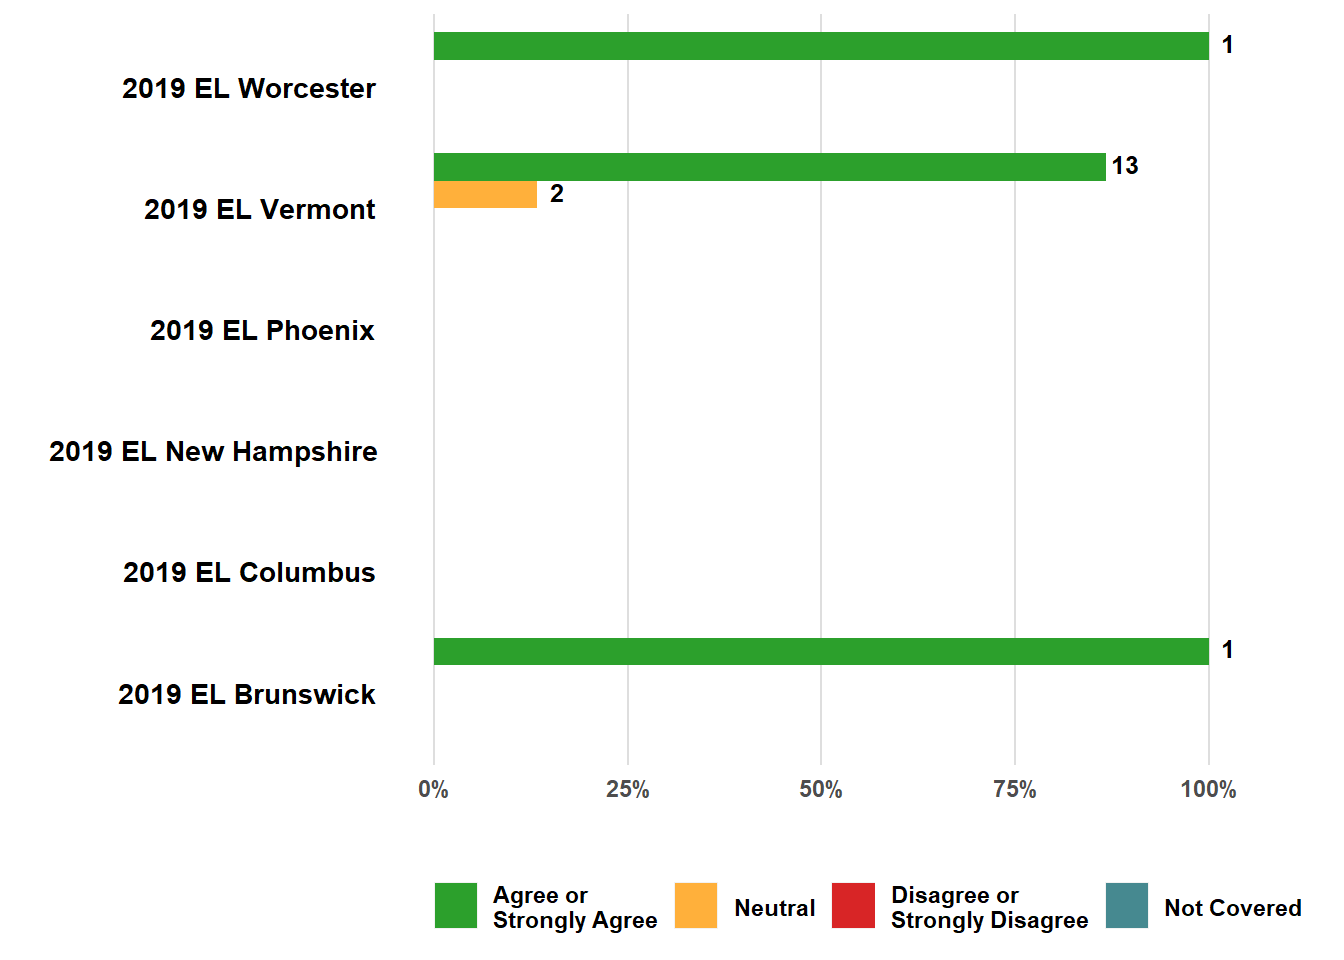 1
2019 EL Worcester
13
2
2019 EL Vermont
2019 EL Phoenix
2019 EL New Hampshire
2019 EL Columbus
1
2019 EL Brunswick
0% 25% 50% 75% 100%
Agree or
Strongly Agree
Neutral
Disagree or
Strongly Disagree
Not Covered